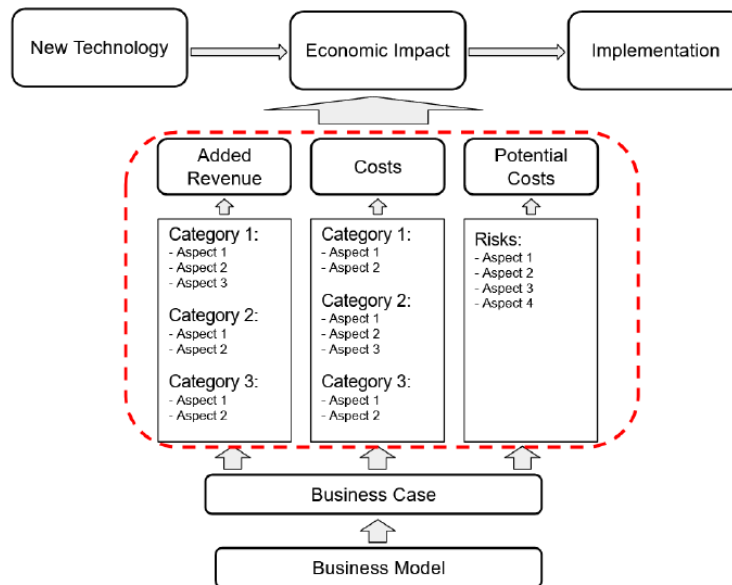 New Technology
Economic Impact
Implementation
Added
Revenue
Costs
Potential
Costs
Category 1:
- Aspect 1
- Aspect 2
- Aspect 3
Category 2:
- Aspect 1
- Aspect 2
Category 3:
- Aspect 1
- Aspect 2
Category 1:
- Aspect 1
- Aspect 2
Category 2:
- Aspect 1
- Aspect 2
- Aspect 3
Category 3:
- Aspect 1
- Aspect 2
Risks:
- Aspect 1
- Aspect 2
- Aspect 3
- Aspect 4
Business Case
Business Model